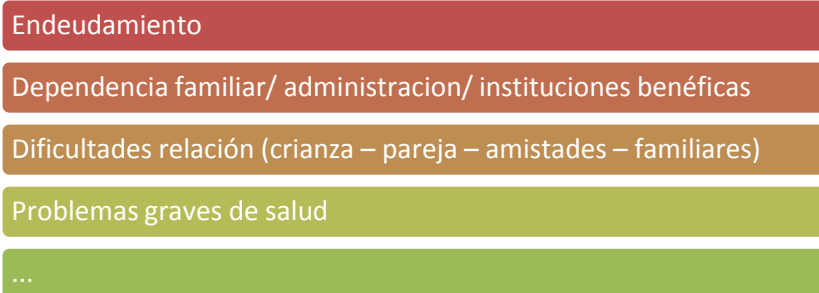 Endeudamiento
Dependencia familiar/ administracion/ instituciones benéficas
Dificultades relación (crianza – pareja – amistades – familiares)
Problemas graves de salud
...